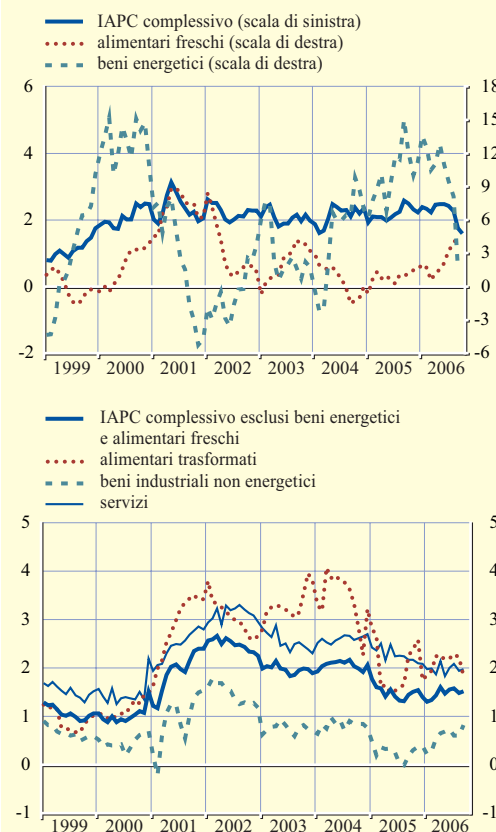 IAPC complessivo (scala di sinistra)
alimentari freschi (scala di destra)
beni energetici (scala di destra)
6 18
15
4 12
9
2 6
3
0 0
-3
-2 -6
1999 2000 2001 2002 2003 2004 2005 2006
IAPC complessivo esclusi beni energetici
e alimentari freschi
alimentari trasformati
beni industriali non energetici
servizi
5 5
4 4
3 3
2 2
1 1
0 0
-1 -1
1999 2000 2001 2002 2003 2004 2005 2006